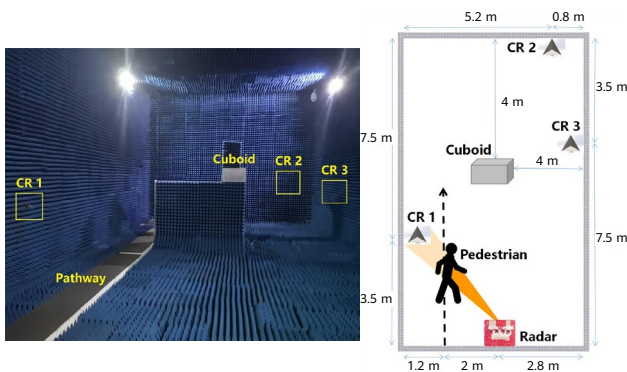 CR 1
Cuboid
CR 2
CR 3
Pathway
5.2 m
0.8 m
CR 2
4 m
3.5 m
7.5 m
CR 3
Cuboid
4 m
CR 1
Pedestrian
7.5 m
3.5 m
Radar
1.2 m
2 m
2.8 m